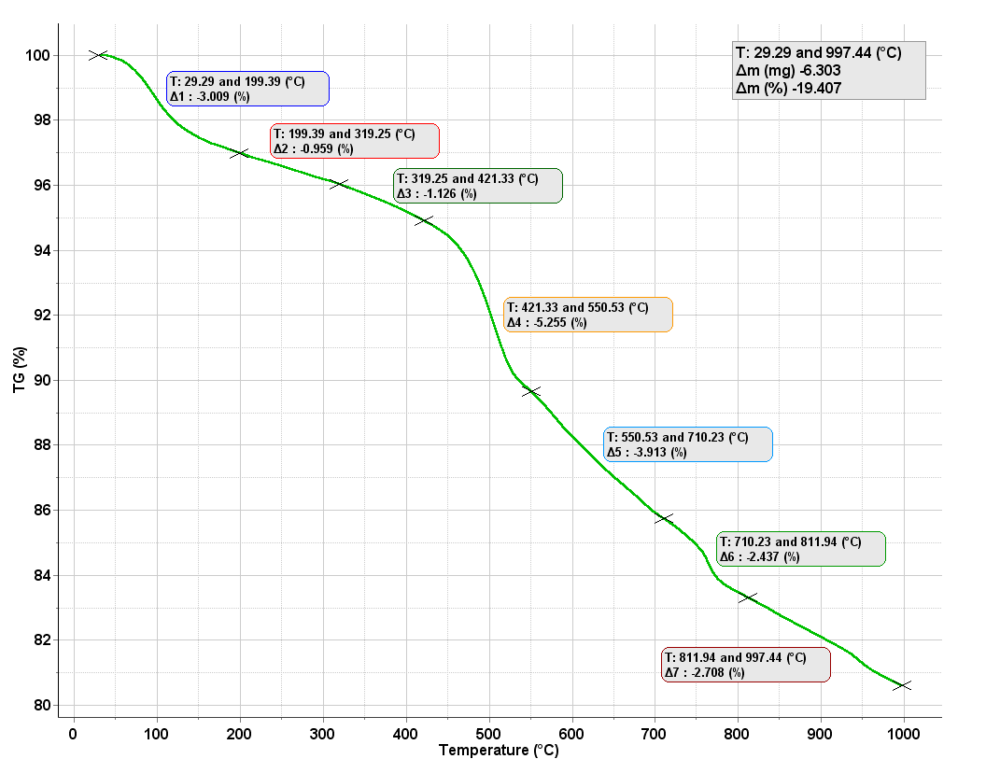 T: 29.29 and 997.44 (°C)
Δm (mg) -6.303
Δm (%) -19.407
T: 29.29 and 199.39 (°C)
Δ1 : -3.009 (%)
T: 199.39 and 319.25 (°C)
Δ2 : -0.959 (%)
T: 319.25 and 421.33 (°C)
Δ3 : -1.126 (%)
T: 421.33 and 550.53 (°C)
Δ4 : -5.255 (%)
T: 550.53 and 710.23 (°C)
Δ5 : -3.913 (%)
T: 710.23 and 811.94 (°C)
Δ6 : -2.437 (%)
T: 811.94 and 997.44 (°C)
Δ7 : -2.708 (%)
TG (%)
100
98
96
94
92
90
88
86
84
82
80
0 100 200 300 400 500 600 700 800 900 1000
Temperature (°C)